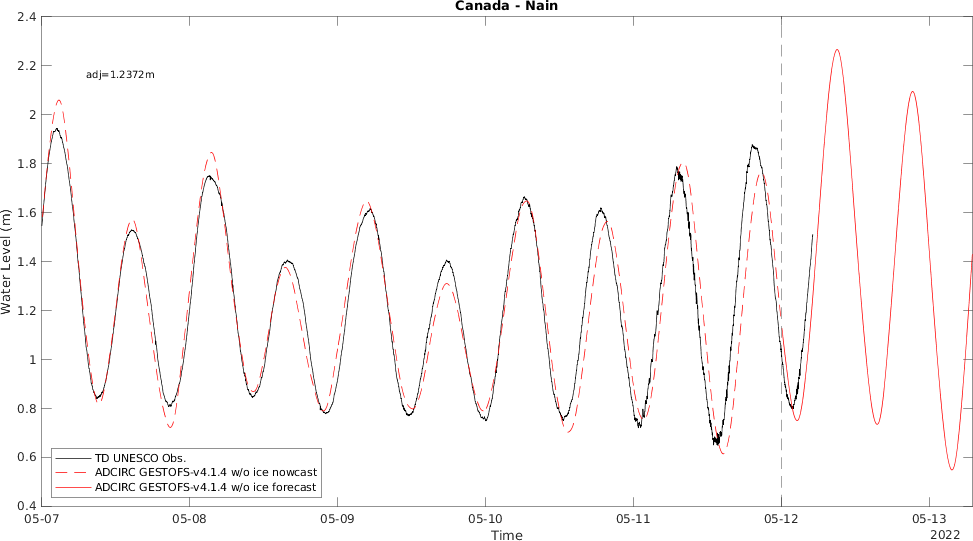 Canada - Nain
2.4
2.2
2
1.8
1.6
1.4
1.2
1
0.8
0.6
0.4
Water Level (m)
adj=1.2372m
TD UNESCO Obs.
ADCIRC GESTOFS-v4.1.4 w/o ice nowcast
ADCIRC GESTOFS-v4.1.4 w/o ice forecast
05-07 05-08 05-09 05-10 05-11 05-12 05-13
Time
2022